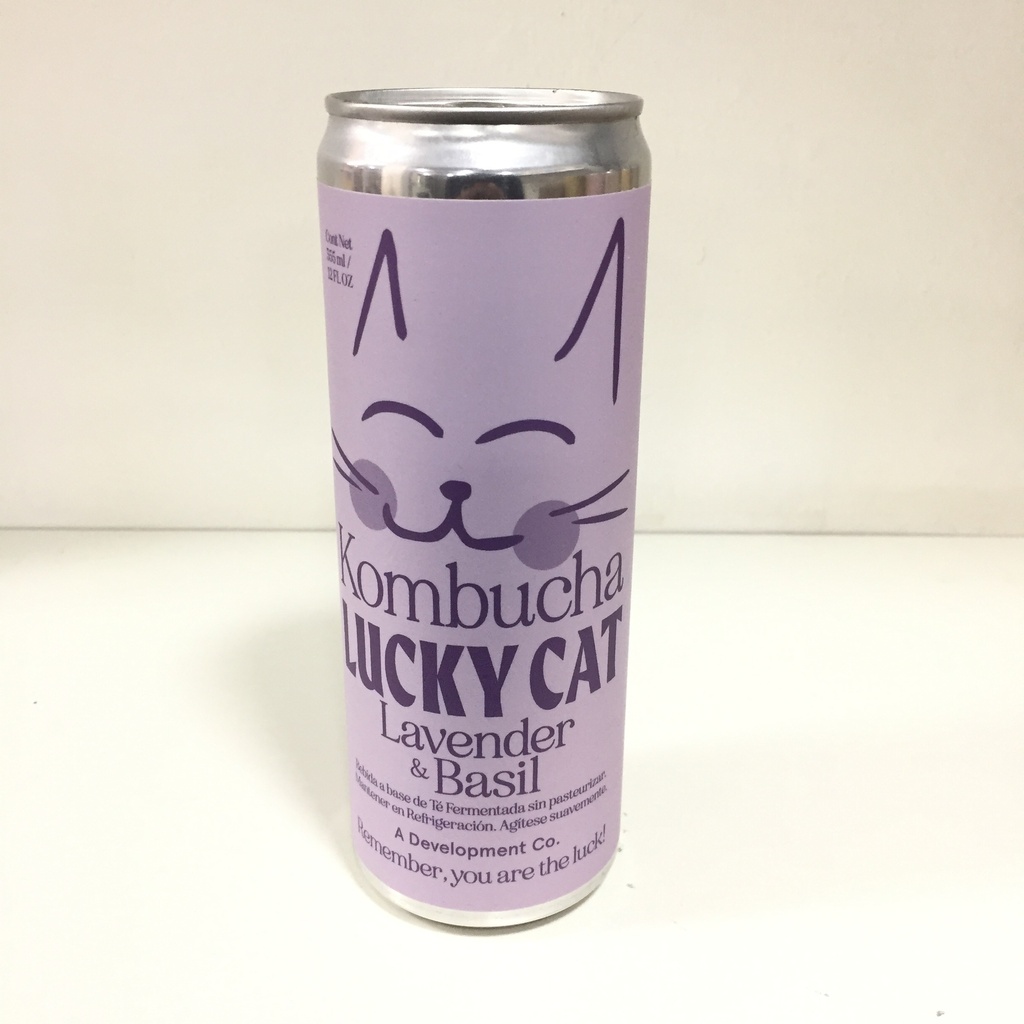 Cont Net
355 ml /
12 FL OZ
Kombucha
LUCKY CAT
Lavender
& Basil
Bebida a base de Té Fermentada sin pasteurizar.
Mantener en Refrigeración. Agítese suavemente.
A Development Co.
Remember, you are the luck!